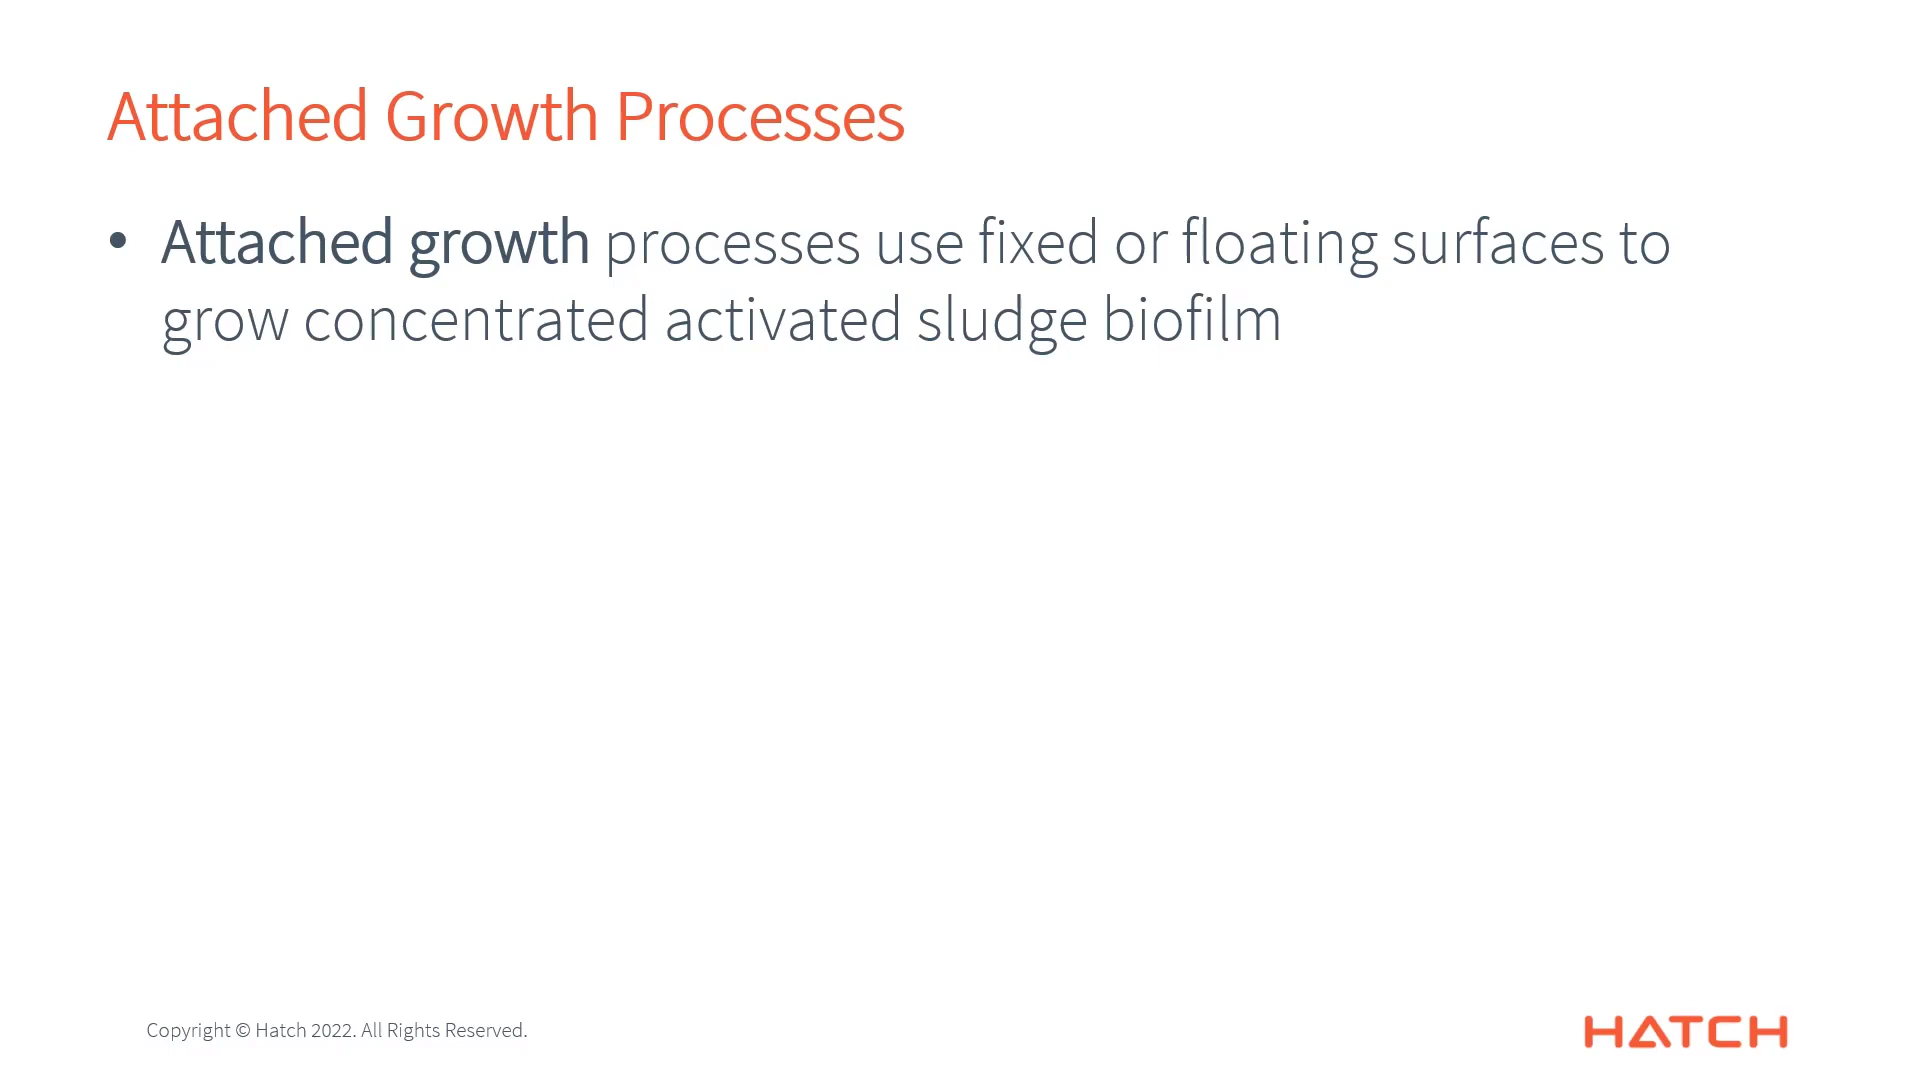 Attached Growth Processes
• Attached growth processes use fixed or floating surfaces to
grow concentrated activated sludge biofilm
Copyright © Hatch 2022. All Rights Reserved.
HATCH